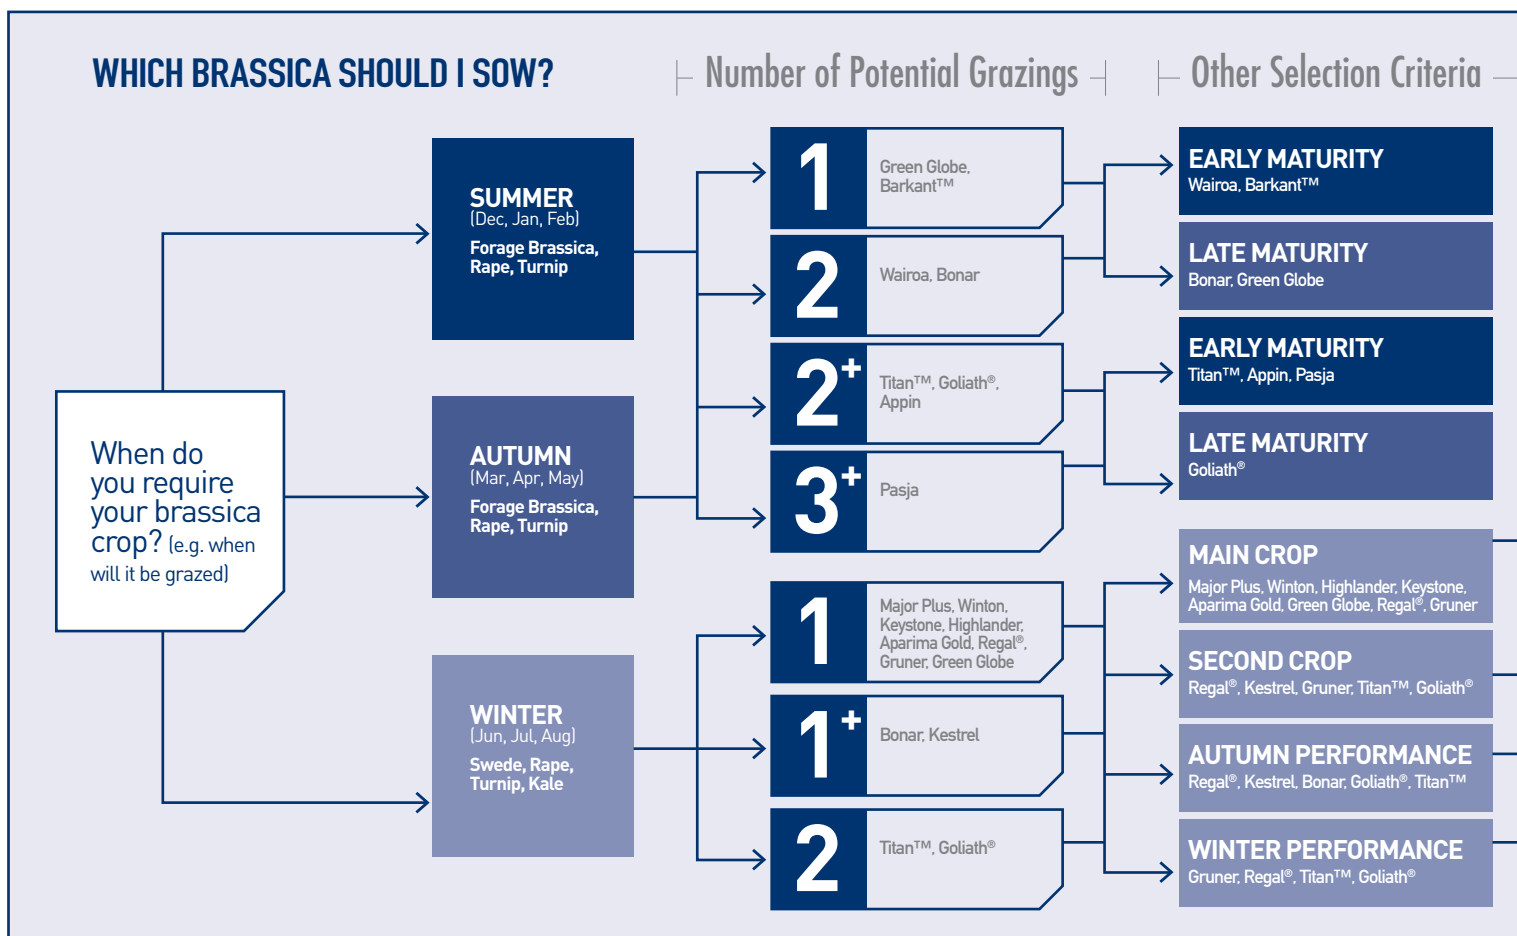 WHICH BRASSICA SHOULD I SOW?
Number of Potential Grazings
Other Selection Criteria
When do
you require
your brassica
crop? (e.g. when
will it be grazed)
SUMMER
(Dec, Jan, Feb)
Forage Brassica,
Rape, Turnip
AUTUMN
(Mar, Apr, May)
Forage Brassica,
Rape, Turnip
WINTER
(Jun, Jul, Aug)
Swede, Rape,
Turnip, Kale
1
Green Globe,
Barkant™
2
Wairoa, Bonar
2+
Titan™, Goliath®,
Appin
3+
Pasja
1
Major Plus, Winton,
Keystone, Highlander,
Aparima Gold, Regal®,
Gruner, Green Globe
1+
Bonar, Kestrel
2
Titan™, Goliath®
EARLY MATURITY
Wairoa, Barkant™
LATE MATURITY
Bonar, Green Globe
EARLY MATURITY
Titan™, Appin, Pasja
LATE MATURITY
Goliath®
MAIN CROP
Major Plus, Winton, Highlander, Keystone,
Aparima Gold, Green Globe, Regal®, Gruner
SECOND CROP
Regal®, Kestrel, Gruner, Titan™, Goliath®
AUTUMN PERFORMANCE
Regal®, Kestrel, Bonar, Goliath®, Titan™
WINTER PERFORMANCE
Gruner, Regal®, Titan™, Goliath®